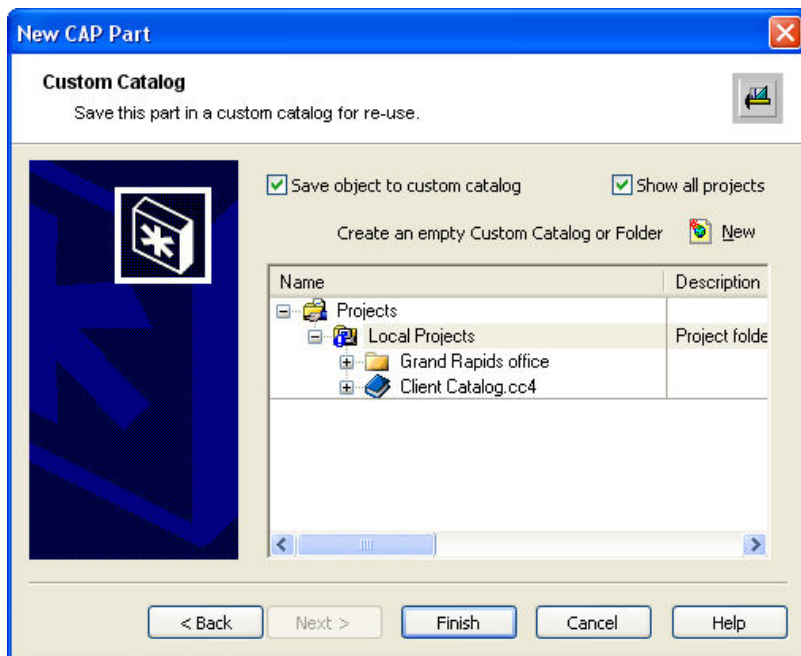 New CAP Part
Custom Catalog
Save this part in a custom catalog for re-use.
Save object to custom catalog Show all projects
Create an empty Custom Catalog or Folder New
Name Description
Projects
Local Projects Project folde
Grand Rapids office
Client Catalog.cc4
< Back Next > Finish Cancel Help